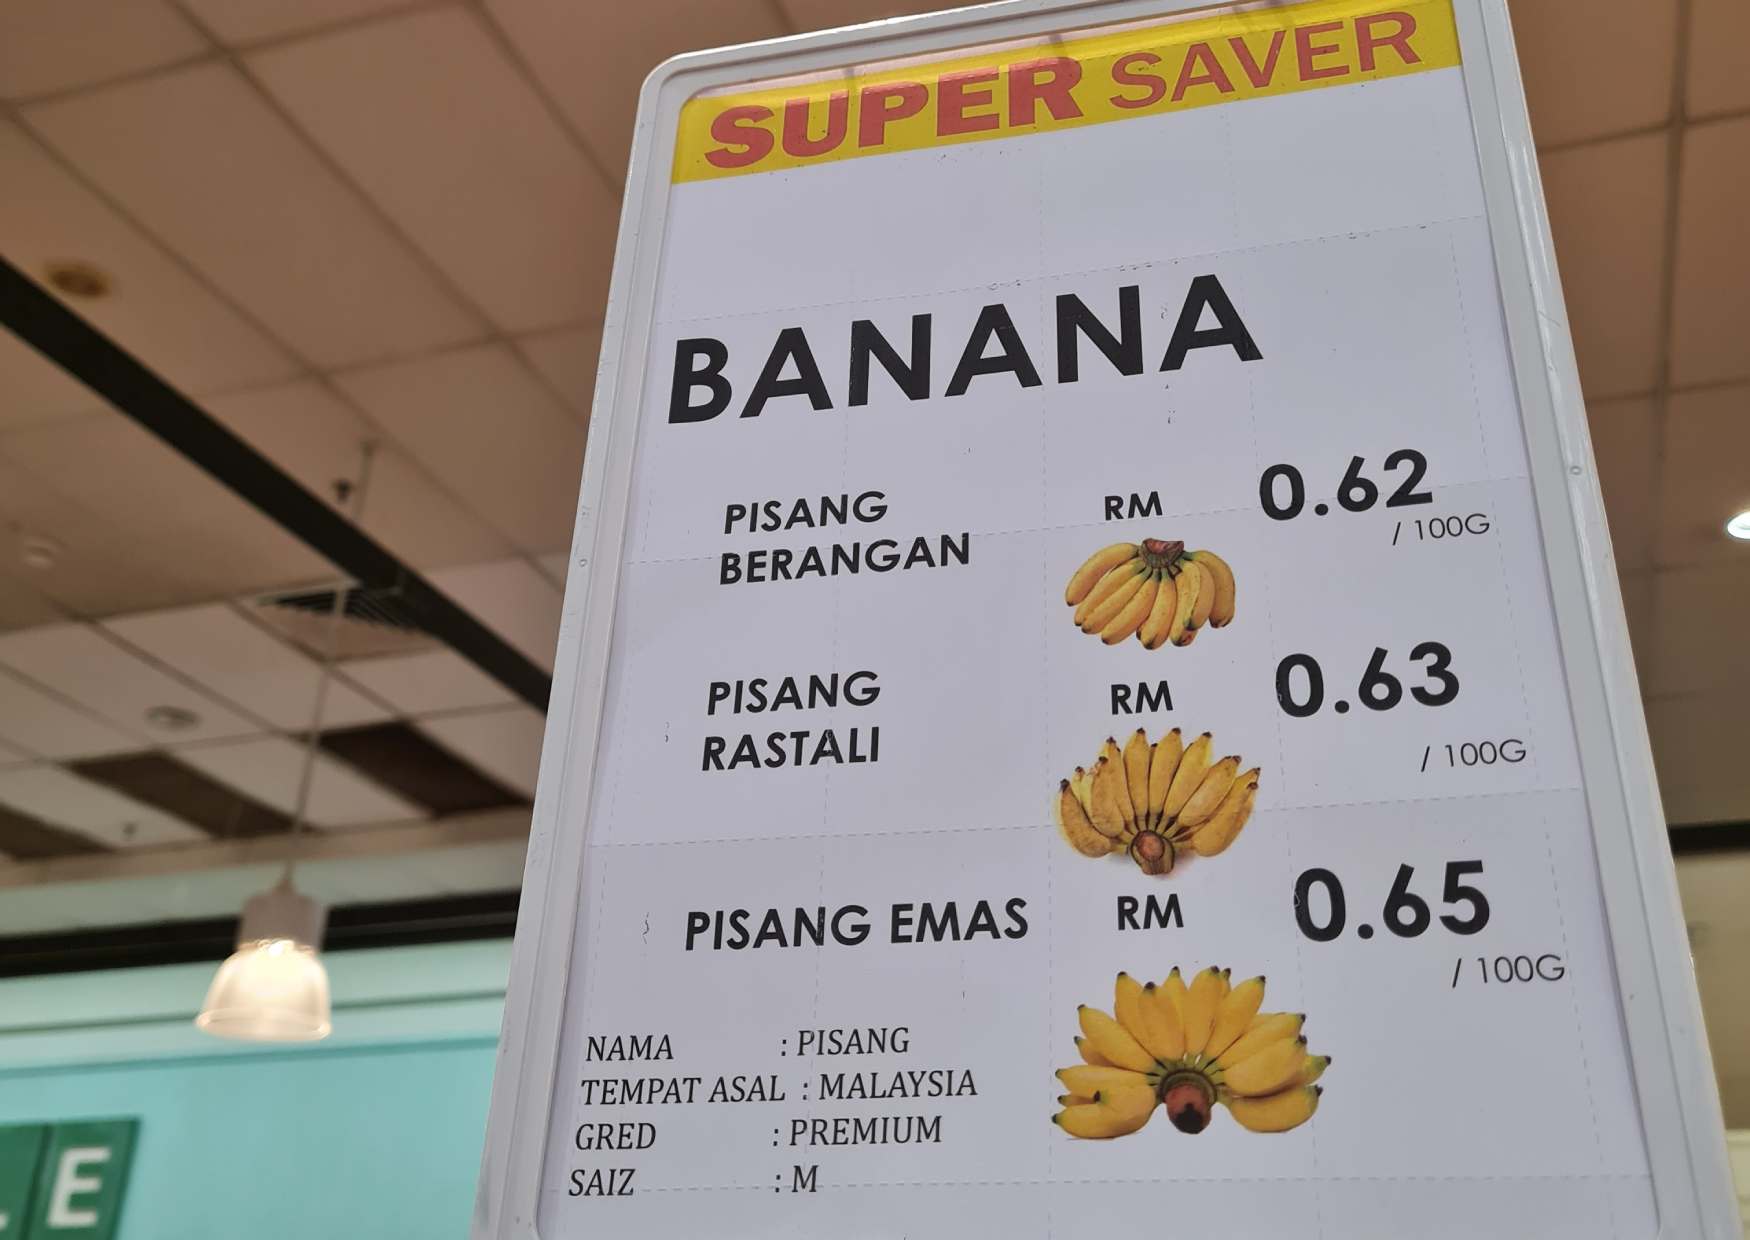 SUPER SAVER
BANANA
PISANG
BERANGAN
RM 0.62
/ 100G
PISANG
RASTALI
RM 0.63
/ 100G
PISANG EMAS RM 0.65
/ 100G
NAMA : PISANG
TEMPAT ASAL : MALAYSIA
GRED : PREMIUM
SAIZ : M
E